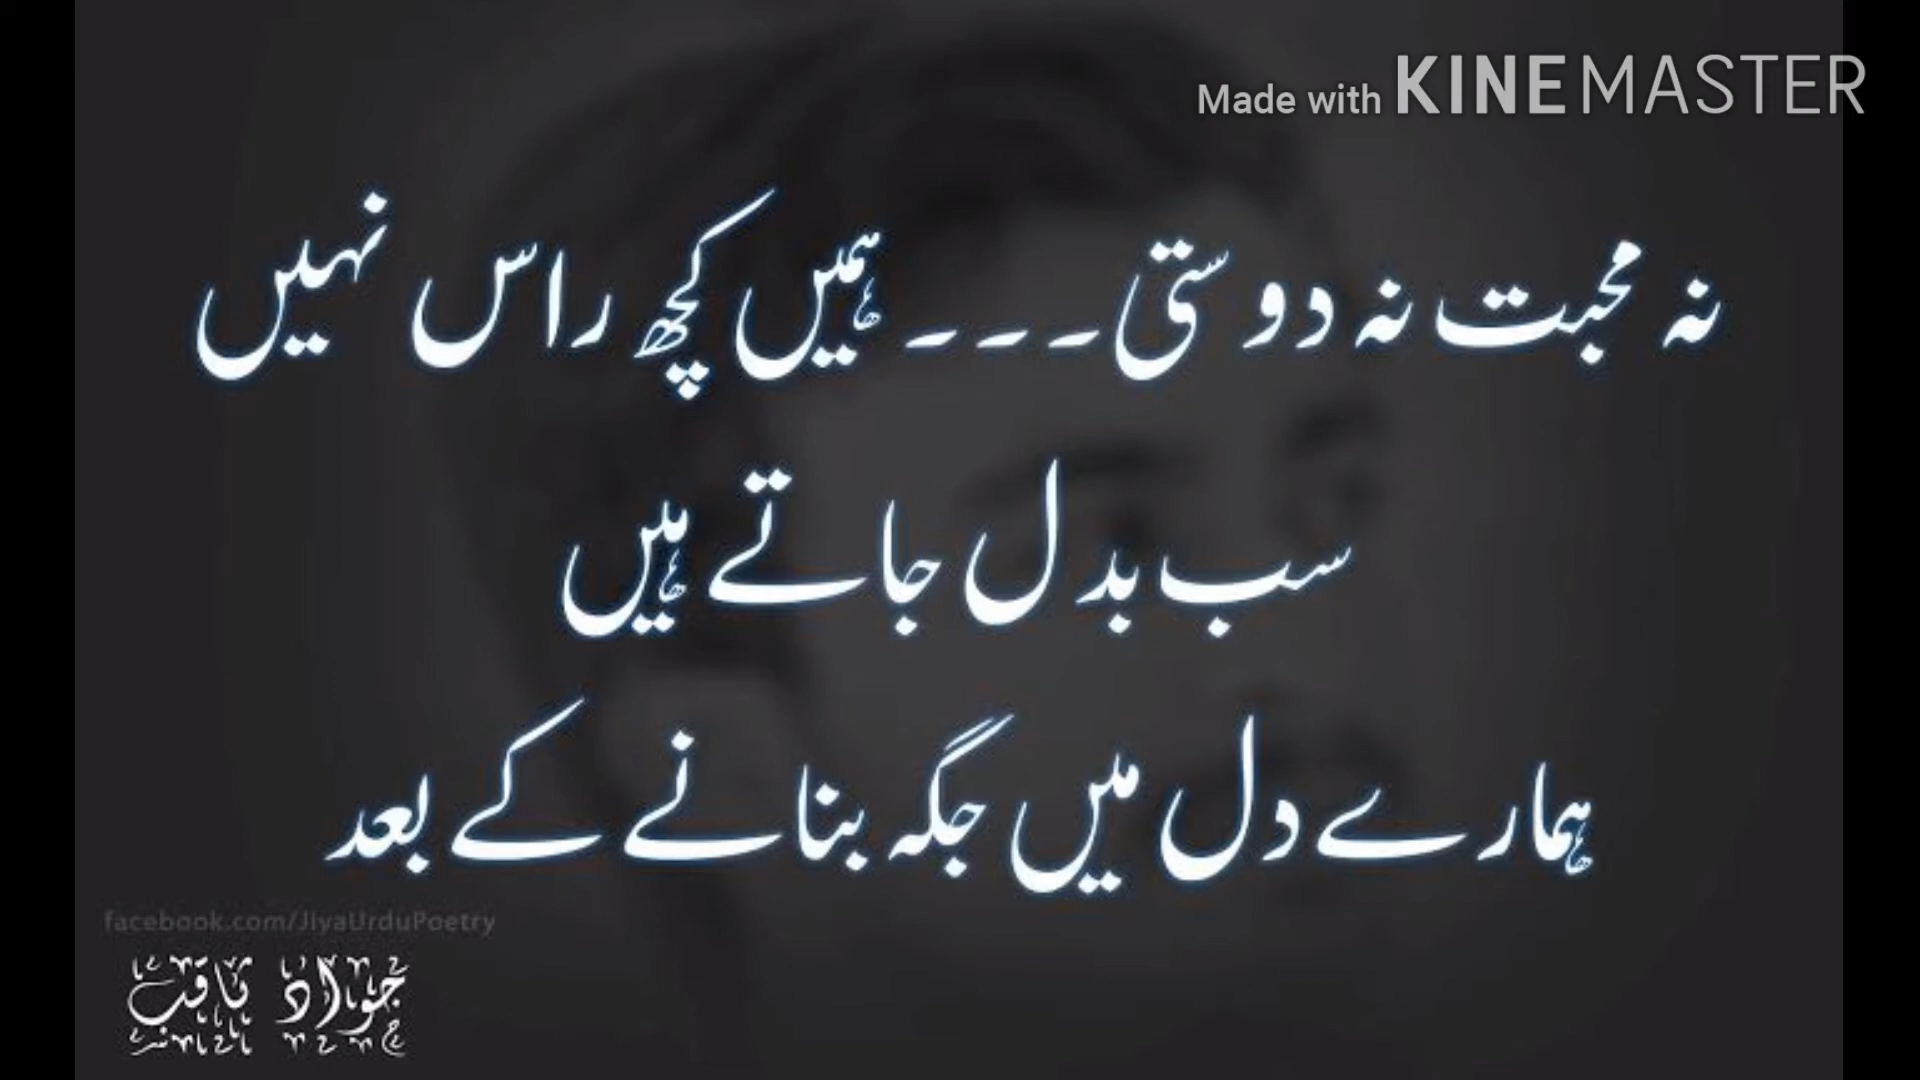 Made with KINEMASTER
نہ محبت نہ دوستی۔۔۔ ہمیں کچھ راس نہیں
سب بدل جاتے ہیں
ہمارے دل میں جگہ بنانے کے بعد
facebook.com/JiyaUrduPoetry
جواد